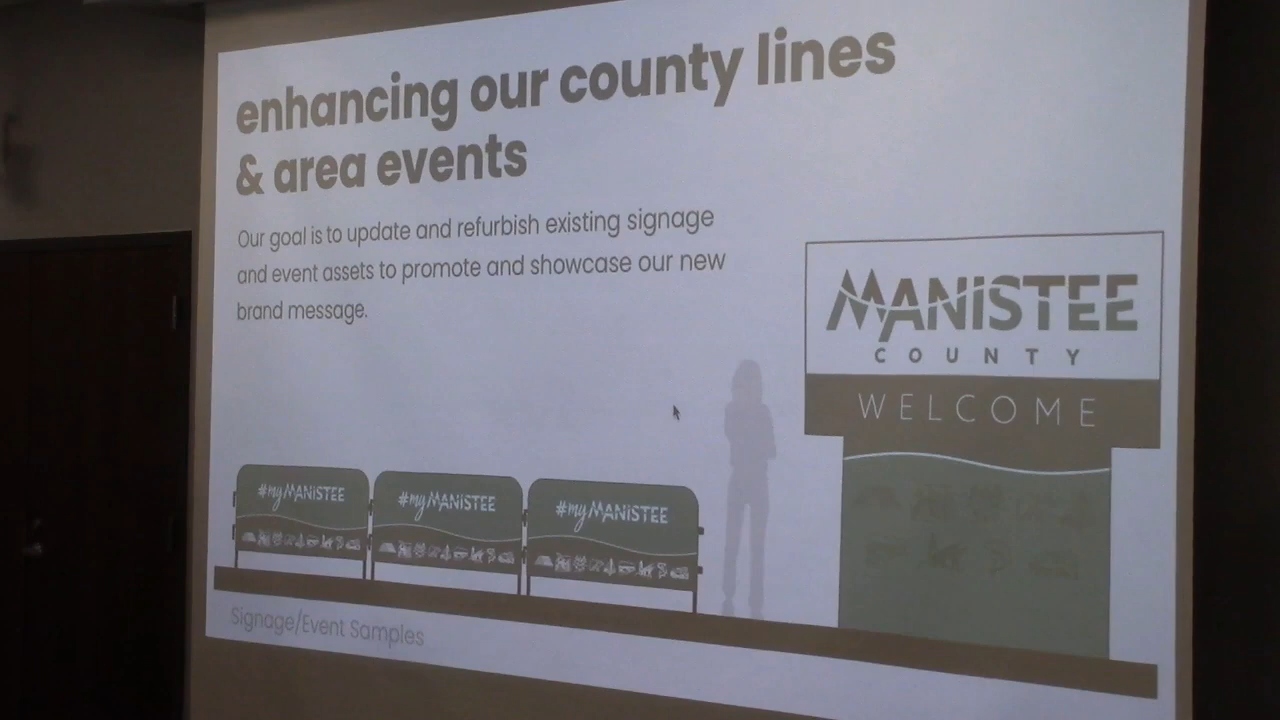 enhancing our county lines
& area events
Our goal is to update and refurbish existing signage
and event assets to promote and showcase our new
brand message.
MANISTEE
COUNTY
WELCOME
#myMANISTEE
#myMANISTEE
#myMANISTEE
Signage/Event Samples